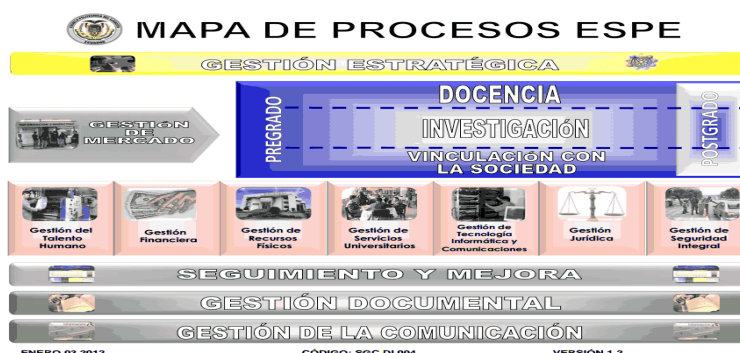 MAPA DE PROCESOS ESPE
GESTIÓN ESTRATÉGICA
GESTIÓN
DE
MERCADO
PREGRADO
DOCENCIA
INVESTIGACIÓN
VINCULACIÓN CON
LA SOCIEDAD
POSTGRADO
Gestión del
Talento
Humano
Gestión
Financiera
Gestión de
Recursos
Físicos
Gestión de
Servicios
Universitarios
Gestión de
Tecnología
Informática y
Comunicaciones
Gestión
Jurídica
Gestión de
Seguridad
Integral
SEGUIMIENTO Y MEJORA
GESTIÓN DOCUMENTAL
GESTIÓN DE LA COMUNICACIÓN